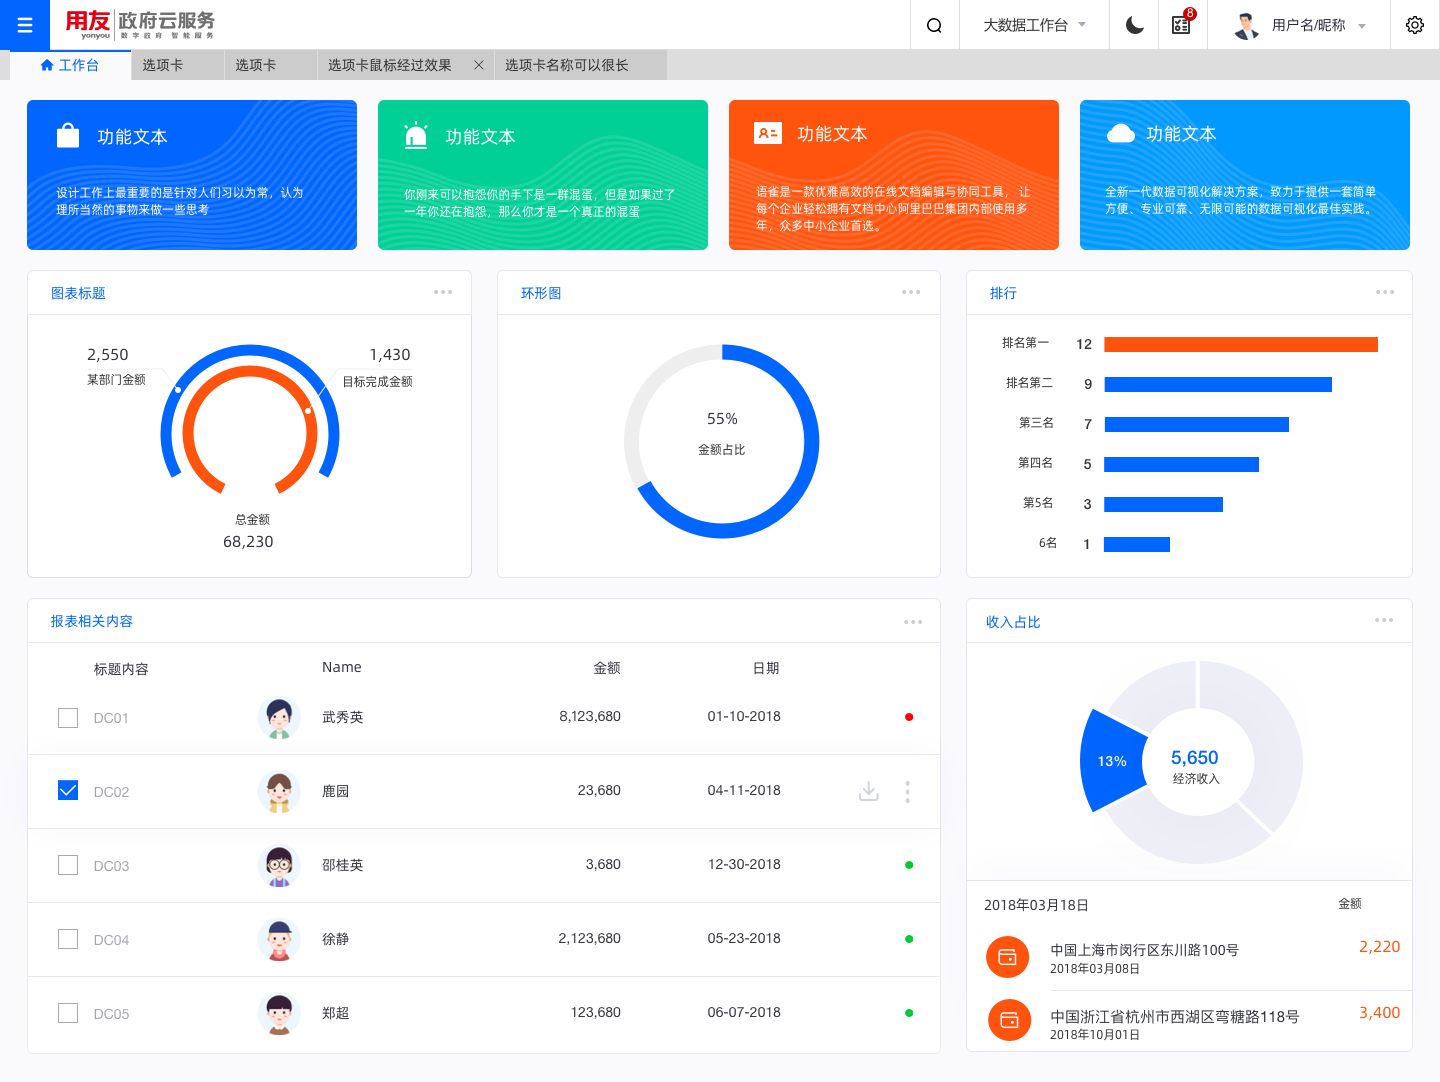 用友 政府云服务
yonyou 数字政府 智能服务
大数据工作台
8
用户名/昵称
工作台
选项卡
选项卡
选项卡鼠标经过效果
选项卡名称可以很长
功能文本
设计工作上最重要的是针对人们习以为常，认为
理所当然的事物来做一些思考
功能文本
你刚来可以抱怨你的手下是一群混蛋，但是如果过了
一年你还在抱怨，那么你才是一个真正的混蛋
功能文本
语雀是一款优雅高效的在线文档编辑与协同工具， 让
每个企业轻松拥有文档中心阿里巴巴集团内部使用多
年，众多中小企业首选。
功能文本
全新一代数据可视化解决方案，致力于提供一套简单
方便、专业可靠、无限可能的数据可视化最佳实践。
图表标题
2,550
某部门金额
1,430
目标完成金额
总金额
68,230
环形图
55%
金额占比
排行
排名第一 12
排名第二 9
第三名 7
第四名 5
第5名 3
6名 1
报表相关内容
标题内容 Name 金额 日期
DC01 武秀英 8,123,680 01-10-2018
DC02 鹿园 23,680 04-11-2018
DC03 邵桂英 3,680 12-30-2018
DC04 徐静 2,123,680 05-23-2018
DC05 郑超 123,680 06-07-2018
收入占比
13%
5,650
经济收入
2018年03月18日 金额
中国上海市闵行区东川路100号 2,220
2018年03月08日
中国浙江省杭州市西湖区弯糖路118号 3,400
2018年10月01日